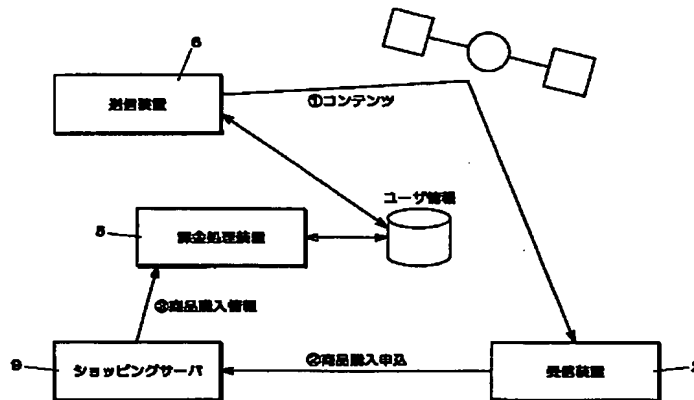 6
送信装置
①コンテンツ
ユーザ情報
5
課金処理装置
③商品購入情報
②商品購入申込
9
ショッピングサーバ
受信装置